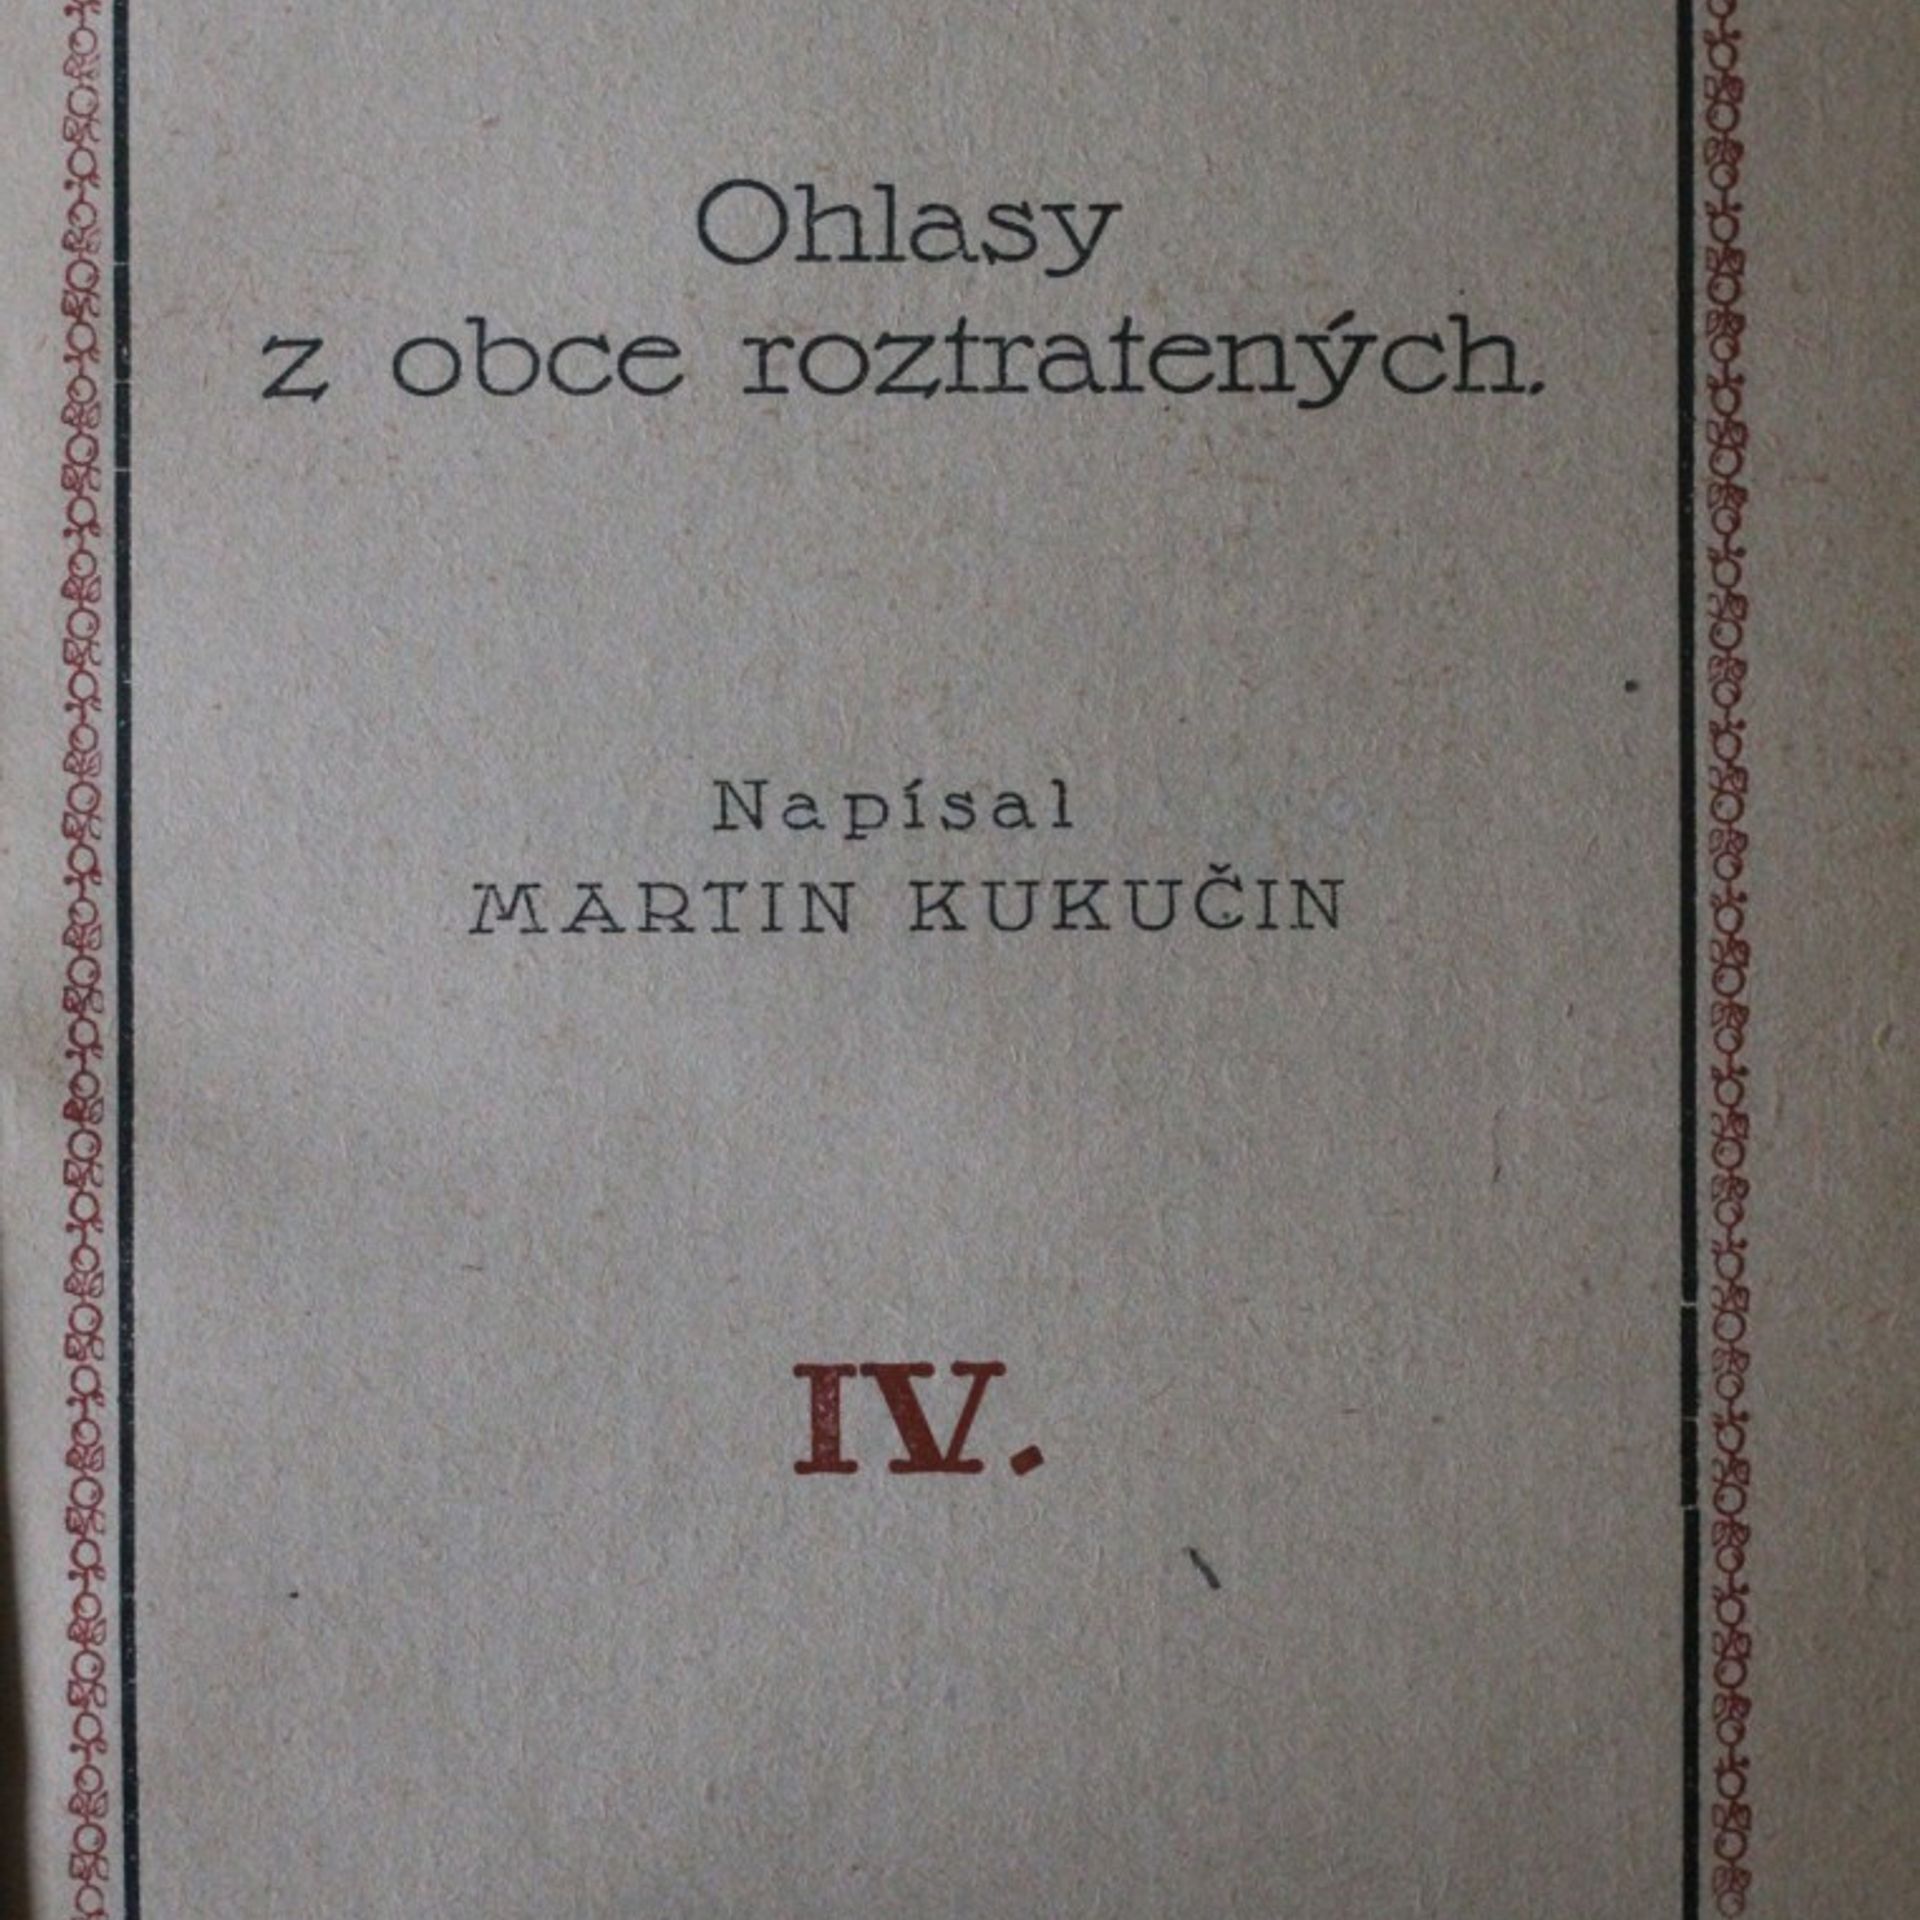 Ohlasy
z obce roztratených.
Napísal
MARTIN KUKUČIN
IV.